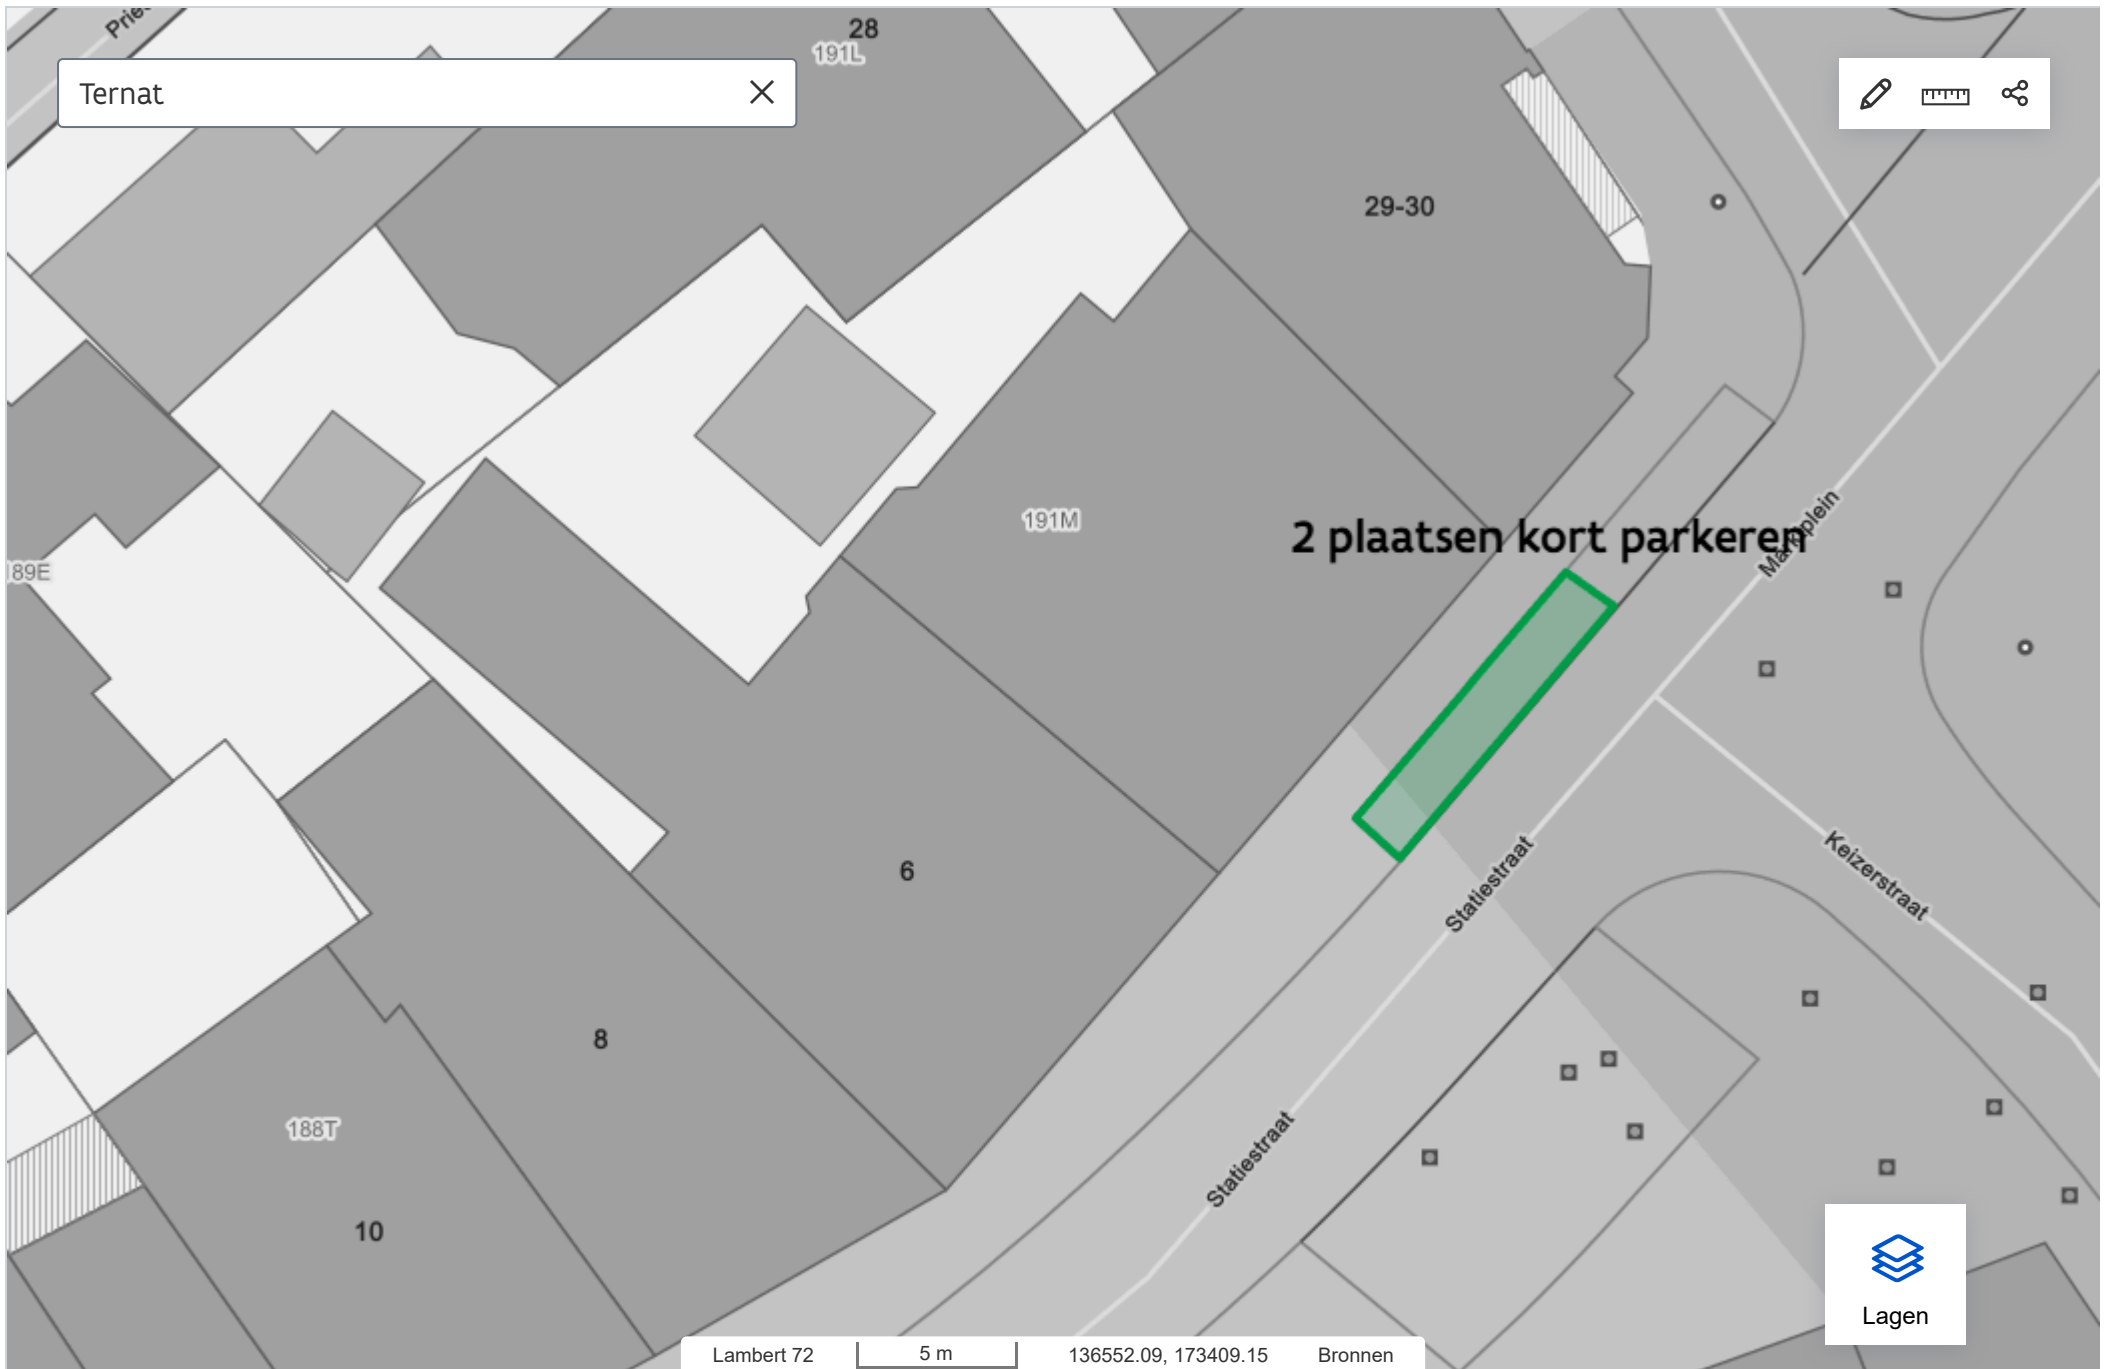 28
191L
Ternat
29-30
191M
2 plaatsen kort parkeren
Marktplein
89E
6
Statiestraat
Keizerstraat
8
188T
Statiestraat
10
Lagen
Lambert 72
5 m
136552.09, 173409.15
Bronnen